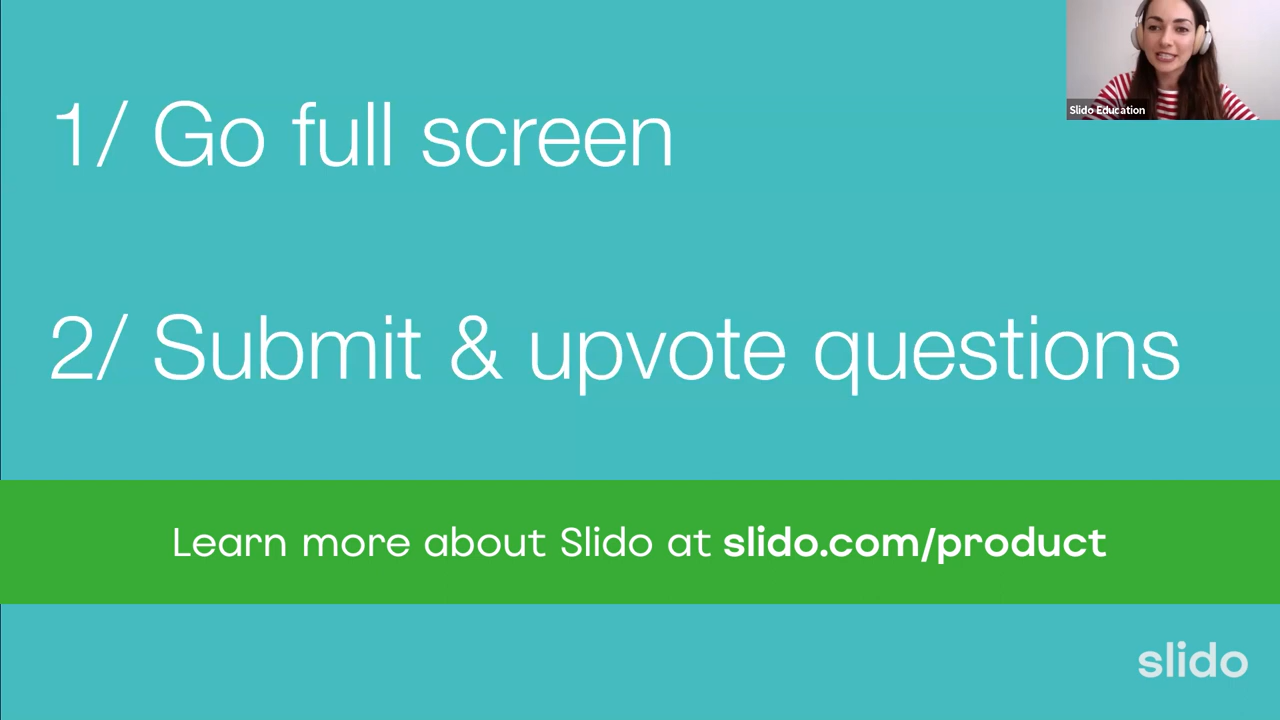 1/ Go full screen
Slido Education
2/ Submit & upvote questions
Learn more about Slido at slido.com/product
slido